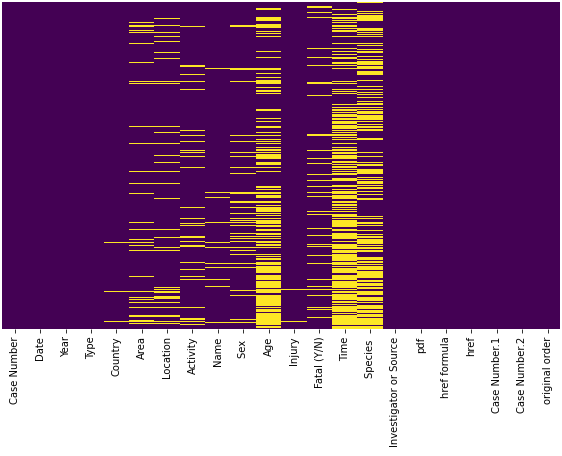 Case Number
Date
Year
Type
Country
Area
Location
Activity
Name
Sex
Age
Injury
Fatal (Y/N)
Time
Species
Investigator or Source
pdf
href formula
href
Case Number.1
Case Number.2
original order